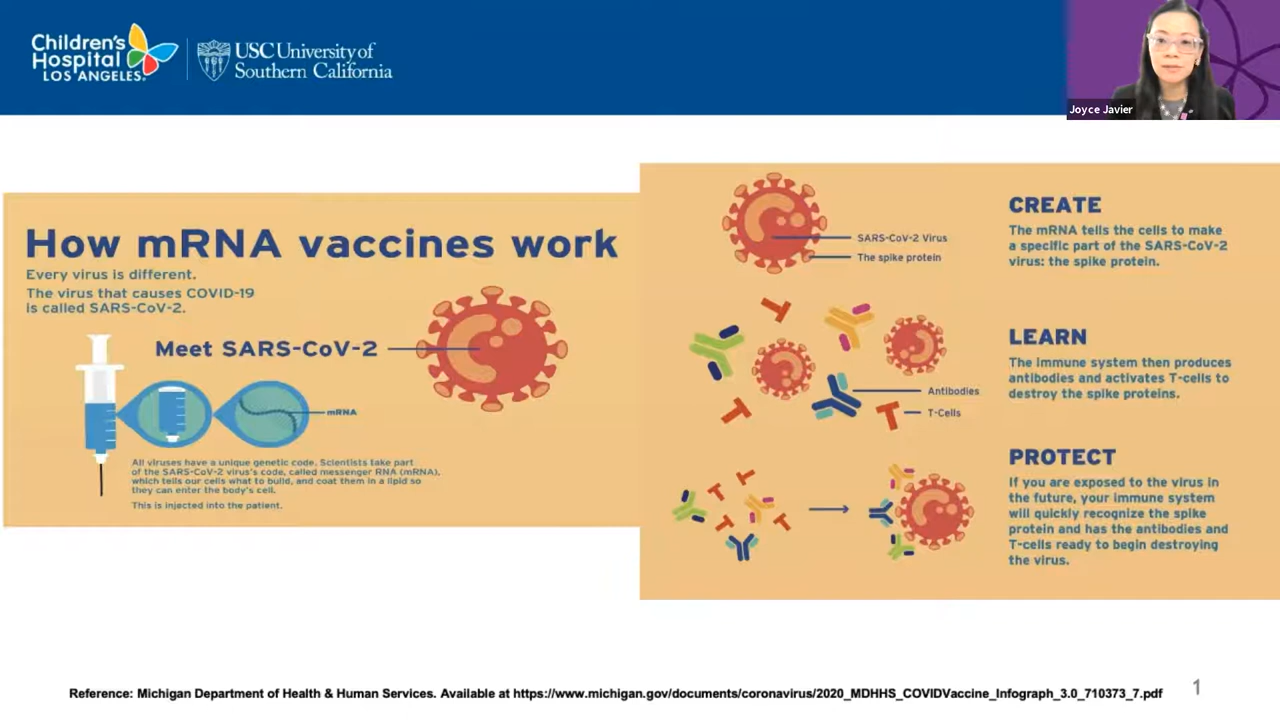 Children's
Hospital
LOS ANGELES®
USC University of
Southern California
Joyce Javier
How mRNA vaccines work
Every virus is different.
The virus that causes COVID-19
is called SARS-CoV-2.
Meet SARS-CoV-2
mRNA
All viruses have a unique genetic code. Scientists take part
of the SARS-CoV-2 virus's code, called messenger RNA (mRNA),
which tells our cells what to build, and coat them in a lipid so
they can enter the body's cell.
This is injected into the patient.
SARS-CoV-2 Virus
The spike protein
CREATE
The mRNA tells the cells to make
a specific part of the SARS-CoV-2
virus: the spike protein.
Antibodies
T-Cells
LEARN
The immune system then produces
antibodies and activates T-cells to
destroy the spike proteins.
PROTECT
If you are exposed to the virus in
the future, your immune system
will quickly recognize the spike
protein and has the antibodies and
T-cells ready to begin destroying
the virus.
Reference: Michigan Department of Health & Human Services. Available at https://www.michigan.gov/documents/coronavirus/2020_MDHHS_COVIDVaccine_Infograph_3.0_710373_7.pdf
1